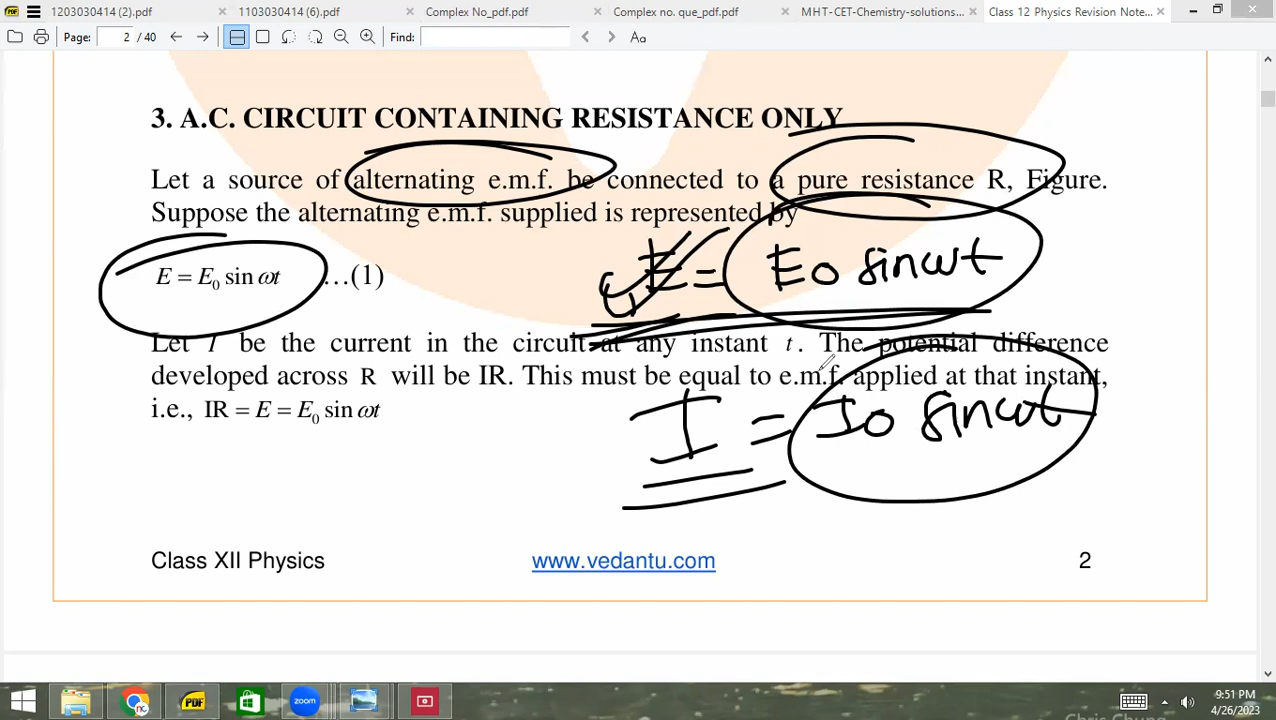 1203030414 (2).pdf
1103030414 (6).pdf
Complex No_pdf.pdf
Complex no. que_pdf.pdf
MHT-CET-Chemistry-solutions...
Class 12 Physics Revision Note...
Page: 2 / 40
Find:
Aa
3. A.C. CIRCUIT CONTAINING RESISTANCE ONLY
Let a source of alternating e.m.f. be connected to a pure resistance R, Figure.
Suppose the alternating e.m.f. supplied is represented by
E = E₀ sin ωt …(1)
E = E0 sinωt
Let I be the current in the circuit at any instant t. The potential difference
developed across R will be IR. This must be equal to e.m.f. applied at that instant,
i.e., IR = E = E₀ sin ωt
I = I0 sinωt
Class XII Physics www.vedantu.com 2
PDF zoom
9:51 PM
4/26/2023